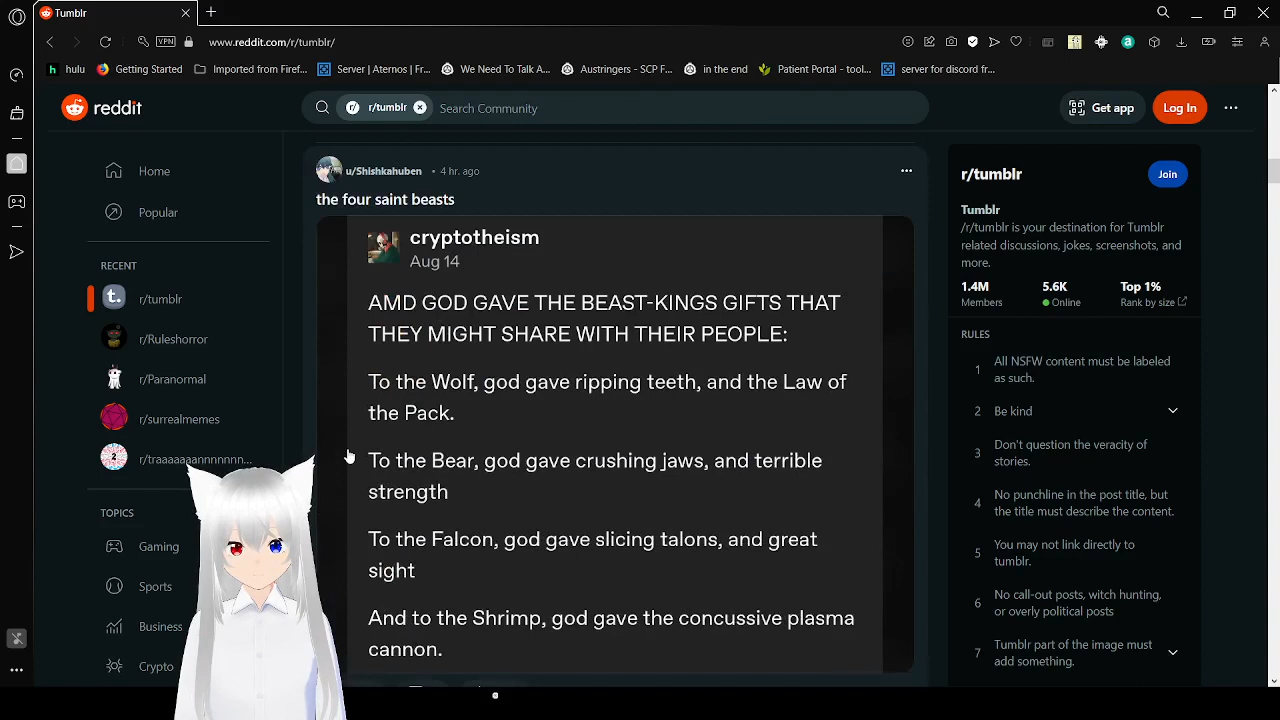 Tumblr
VPN
www.reddit.com/r/tumblr/
hulu
Getting Started
Imported from Firef...
Server | Aternos | Fr...
We Need To Talk A...
Austringers - SCP F...
in the end
Patient Portal - tool...
server for discord fr...
reddit
r/tumblr
Search Community
Get app
Log In
Home
Popular
RECENT
r/tumblr
r/Ruleshorror
r/Paranormal
r/surrealmemes
r/traaaaaaannnnnnn...
TOPICS
Gaming
Sports
Business
Crypto
u/Shishkahuben • 4 hr. ago
the four saint beasts
cryptotheism
Aug 14
AMD GOD GAVE THE BEAST-KINGS GIFTS THAT
THEY MIGHT SHARE WITH THEIR PEOPLE:
To the Wolf, god gave ripping teeth, and the Law of
the Pack.
To the Bear, god gave crushing jaws, and terrible
strength
To the Falcon, god gave slicing talons, and great
sight
And to the Shrimp, god gave the concussive plasma
cannon.
r/tumblr
Join
Tumblr
/r/tumblr is your destination for Tumblr
related discussions, jokes, screenshots, and
more.
1.4M
Members
5.6K
Online
Top 1%
Rank by size
RULES
1 All NSFW content must be labeled
as such.
2 Be kind
3 Don't question the veracity of
stories.
4 No punchline in the post title, but
the title must describe the content.
5 You may not link directly to
tumblr.
6 No call-out posts, witch hunting,
or overly political posts
7 Tumblr part of the image must
add something.